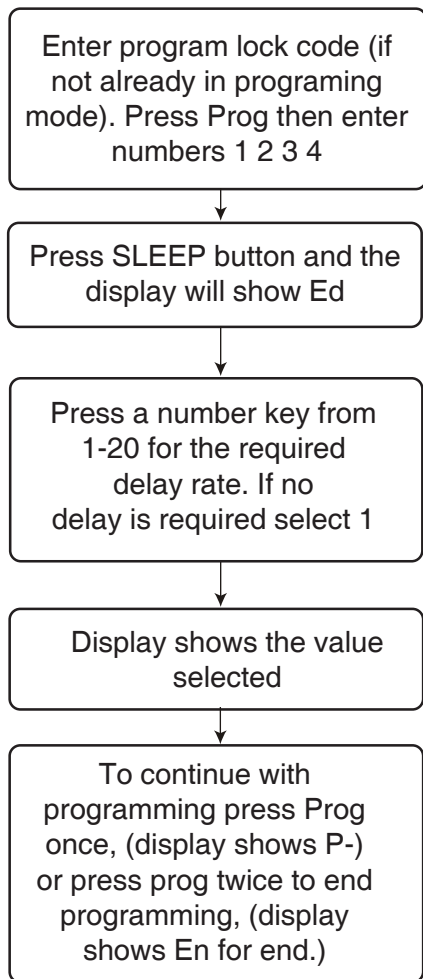 Enter program lock code (if
not already in programing
mode). Press Prog then enter
numbers 1 2 3 4
Press SLEEP button and the
display will show Ed
Press a number key from
1-20 for the required
delay rate. If no
delay is required select 1
Display shows the value
selected
To continue with
programming press Prog
once, (display shows P-)
or press prog twice to end
programming, (display
shows En for end.)